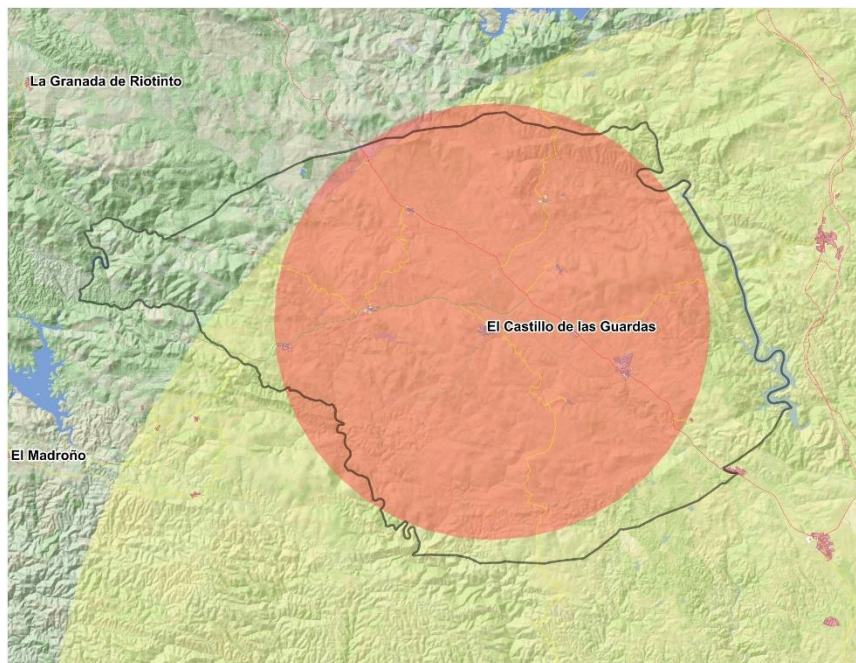 La Granada de Riotinto
El Castillo de las Guardas
El Madroño